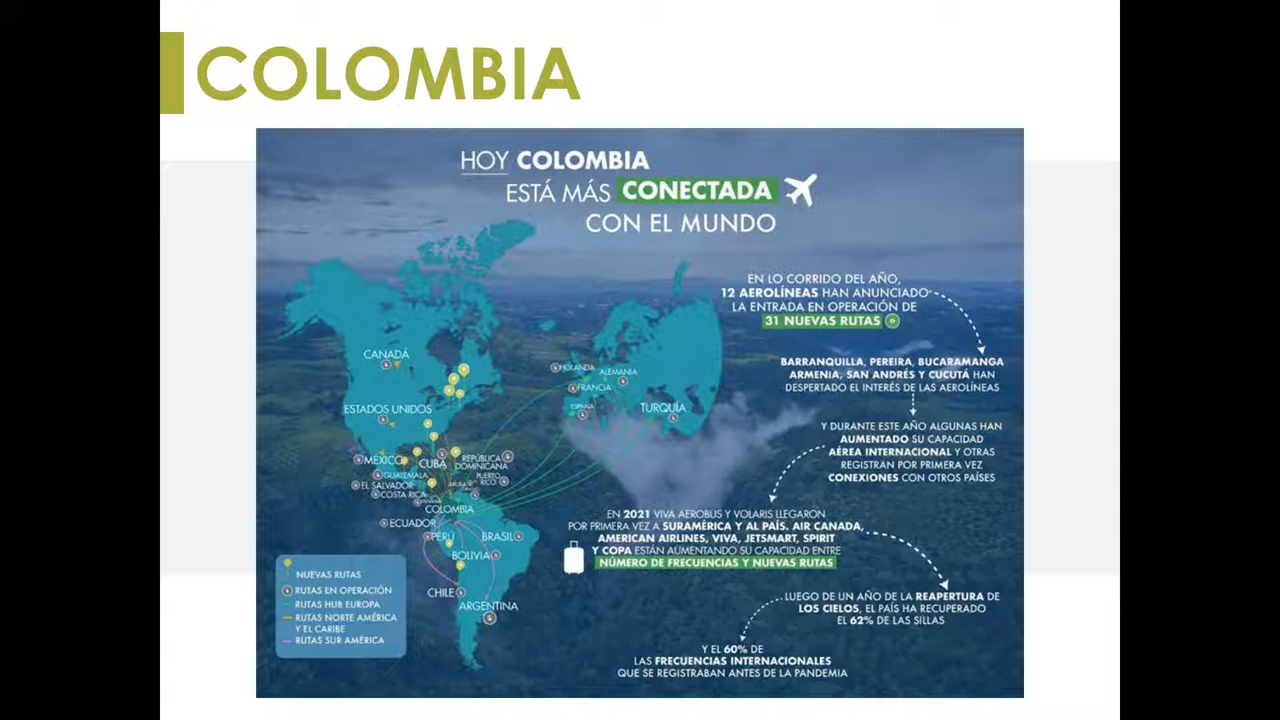 COLOMBIA
HOY COLOMBIA
ESTÁ MÁS CONECTADA
CON EL MUNDO
EN LO CORRIDO DEL AÑO,
12 AEROLÍNEAS HAN ANUNCIADO
LA ENTRADA EN OPERACIÓN DE
31 NUEVAS RUTAS
BARRANQUILLA, PEREIRA, BUCARAMANGA
ARMENIA, SAN ANDRÉS Y CUCUTÁ HAN
DESPERTADO EL INTERÉS DE LAS AEROLÍNEAS
Y DURANTE ESTE AÑO ALGUNAS HAN
AUMENTADO SU CAPACIDAD
AÉREA INTERNACIONAL Y OTRAS
REGISTRAN POR PRIMERA VEZ
CONEXIONES CON OTROS PAÍSES
EN 2021 VIVA AEROBUS Y VOLARIS LLEGARON
POR PRIMERA VEZ A SURAMÉRICA Y AL PAÍS. AIR CANADA,
AMERICAN AIRLINES, VIVA, JETSMART, SPIRIT
Y COPA ESTÁN AUMENTANDO SU CAPACIDAD ENTRE
NÚMERO DE FRECUENCIAS Y NUEVAS RUTAS
LUEGO DE UN AÑO DE LA REAPERTURA DE
LOS CIELOS, EL PAÍS HA RECUPERADO
EL 62% DE LAS SILLAS
Y EL 60% DE
LAS FRECUENCIAS INTERNACIONALES
QUE SE REGISTRABAN ANTES DE LA PANDEMIA
CANADÁ
ESTADOS UNIDOS
MÉXICO
CUBA
REPÚBLICA
DOMINICANA
GUATEMALA
PUERTO
RICO
EL SALVADOR
COSTA RICA
COLOMBIA
ECUADOR
PERÚ
BRASIL
BOLIVIA
CHILE
ARGENTINA
HOLANDA
ALEMANIA
FRANCIA
ESPAÑA
TURQUÍA
NUEVAS RUTAS
RUTAS EN OPERACIÓN
RUTAS HUB EUROPA
RUTAS NORTE AMÉRICA
Y EL CARIBE
RUTAS SUR AMÉRICA